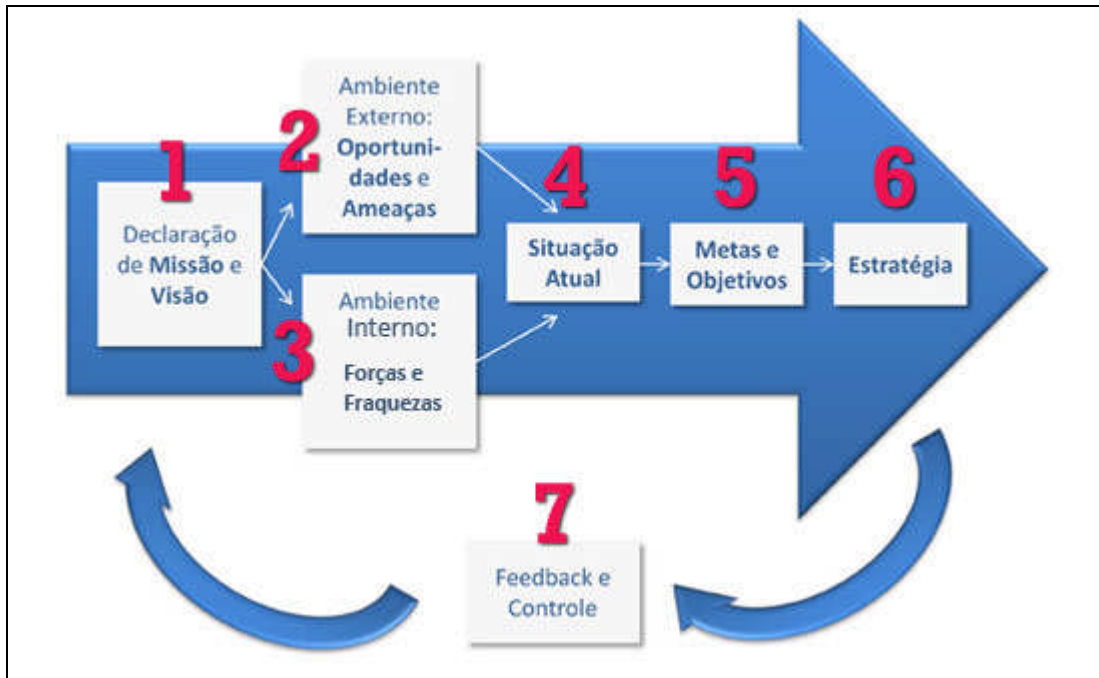 1
Declaração
de Missão e
Visão
2
Ambiente
Externo:
Oportuni-
dades e
Ameaças
3
Ambiente
Interno:
Forças e
Fraquezas
4
Situação
Atual
5
Metas e
Objetivos
6
Estratégia
7
Feedback e
Controle